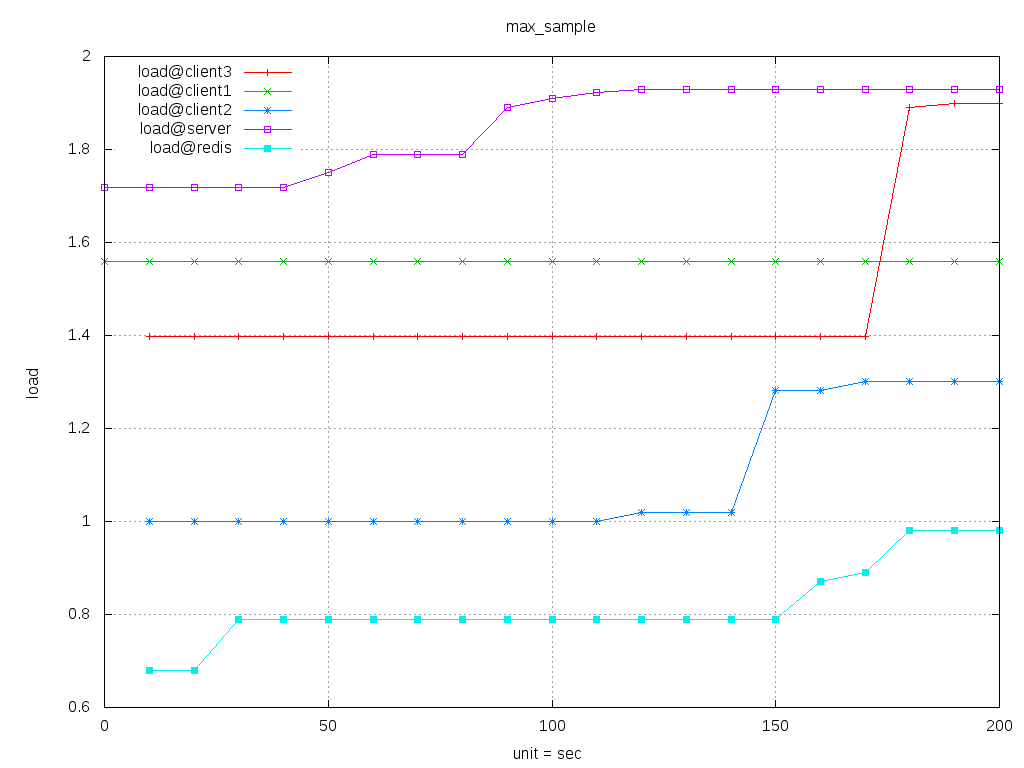 max_sample
load@client3
load@client1
load@client2
load@server
load@redis
2
1.8
1.6
1.4
1.2
1
0.8
0.6
load
0 50 100 150 200
unit = sec